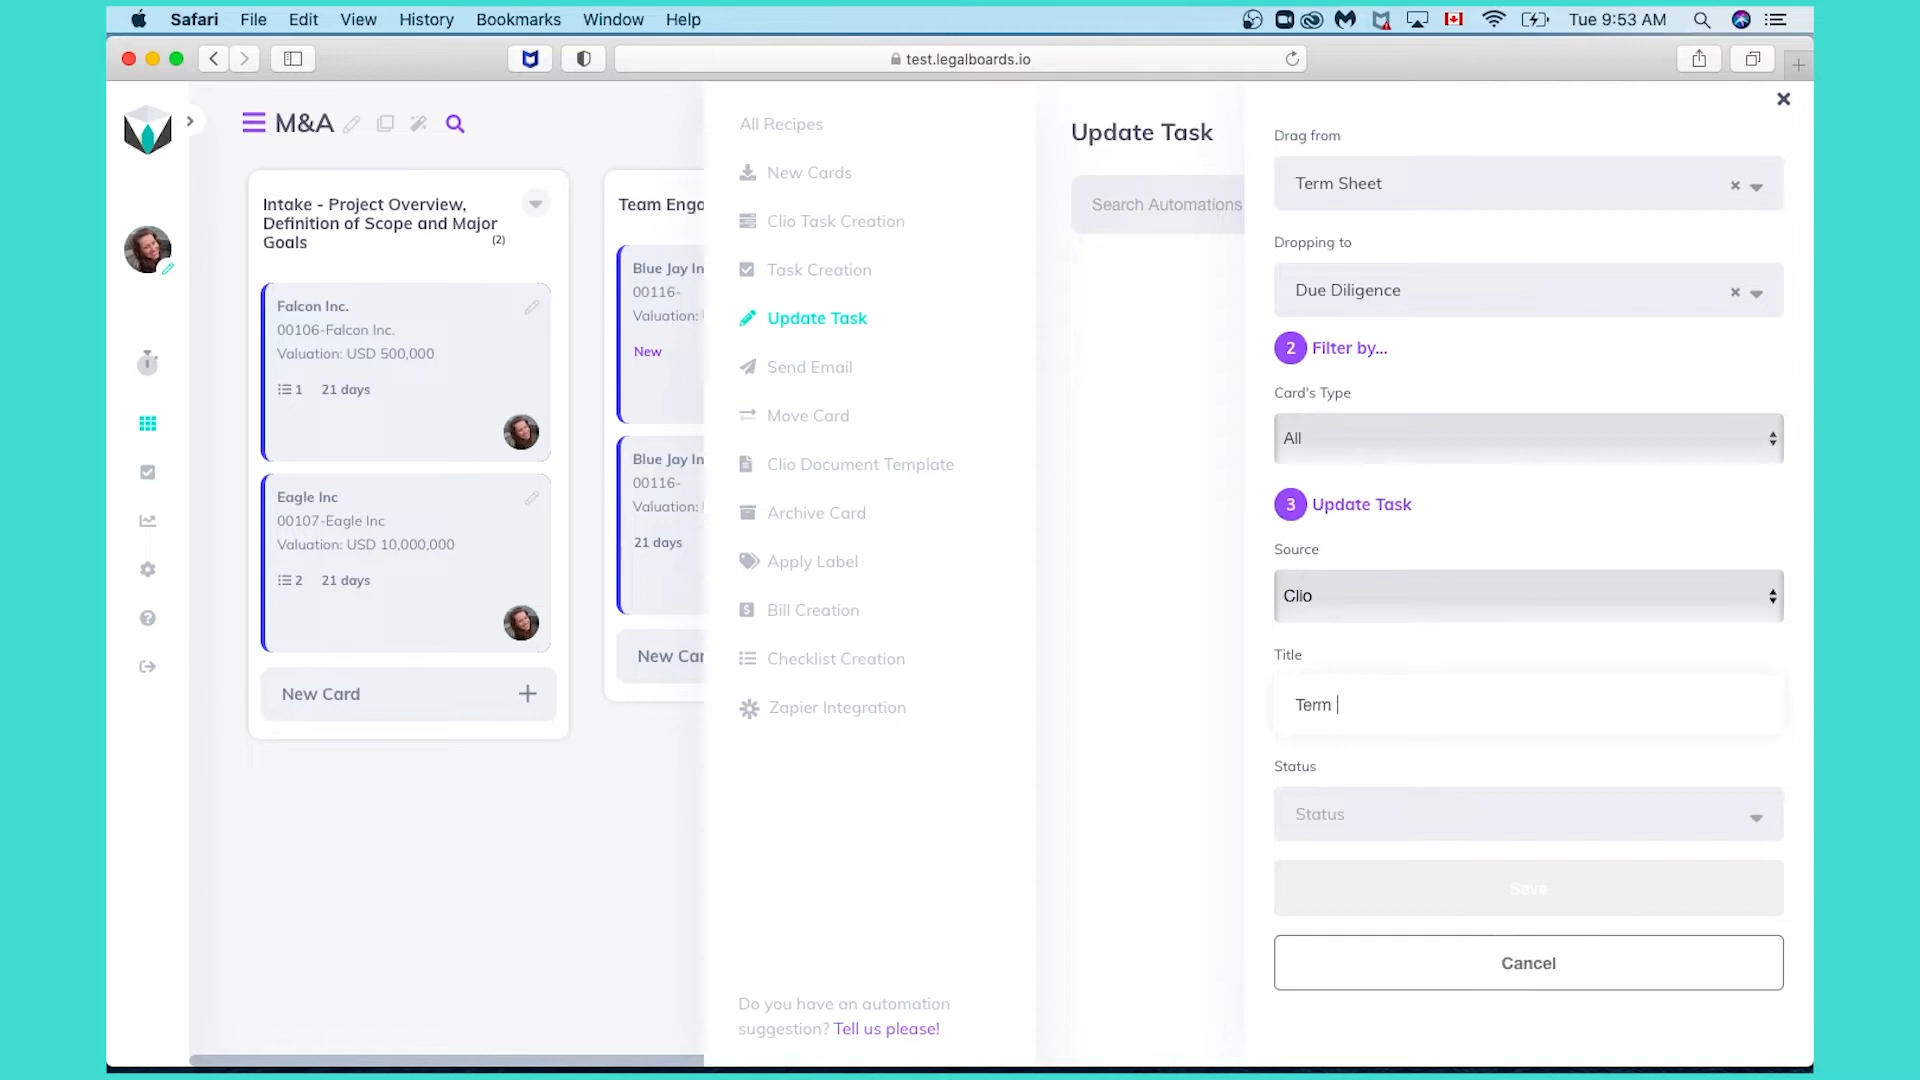 Safari File Edit View History Bookmarks Window Help
Tue 9:53 AM
test.legalboards.io
M&A
Intake - Project Overview,
Definition of Scope and Major
Goals
(2)
Falcon Inc.
00106-Falcon Inc.
Valuation: USD 500,000
1 21 days
Eagle Inc
00107-Eagle Inc
Valuation: USD 10,000,000
2 21 days
New Card
Team Enga
Blue Jay In
00116-
Valuation:
New
Blue Jay In
00116-
Valuation:
21 days
New Car
All Recipes
New Cards
Clio Task Creation
Task Creation
Update Task
Send Email
Move Card
Clio Document Template
Archive Card
Apply Label
Bill Creation
Checklist Creation
Zapier Integration
Do you have an automation
suggestion? Tell us please!
Update Task
Search Automations
Drag from
Term Sheet
Dropping to
Due Diligence
2 Filter by...
Card's Type
All
3 Update Task
Source
Clio
Title
Term
Status
Status
Save
Cancel